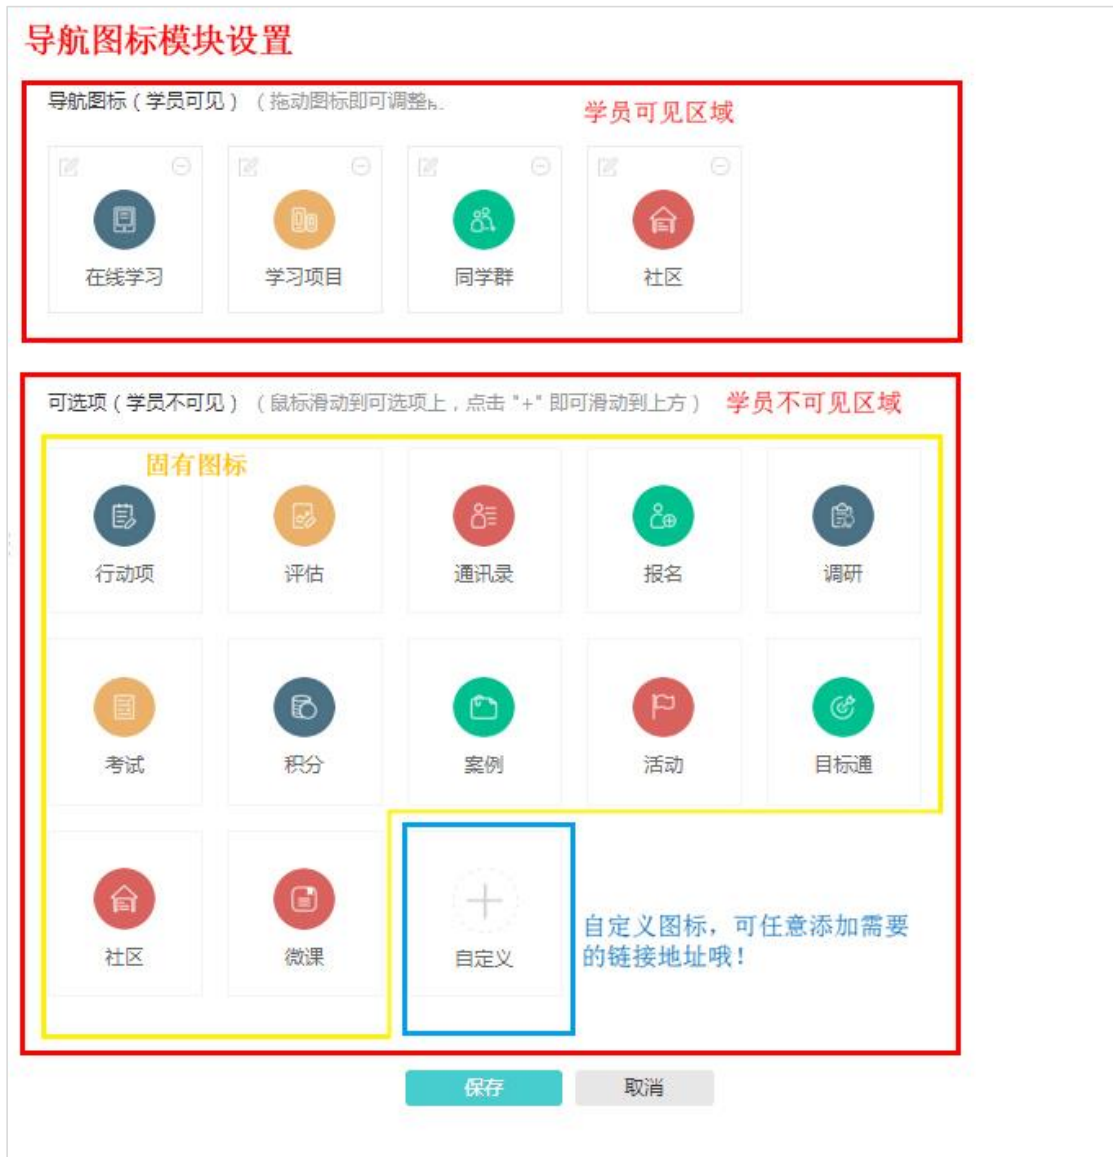 导航图标模块设置
导航图标（学员可见）（拖动图标即可调整
学员可见区域
在线学习 学习项目 同学群 社区
可选项（学员不可见）（鼠标滑动到可选项上，点击 "+" 即可滑动到上方） 学员不可见区域
固有图标
行动项 评估 通讯录 报名 调研
考试 积分 案例 活动 目标通
社区 微课 自定义
自定义图标，可任意添加需要
的链接地址哦！
保存 取消